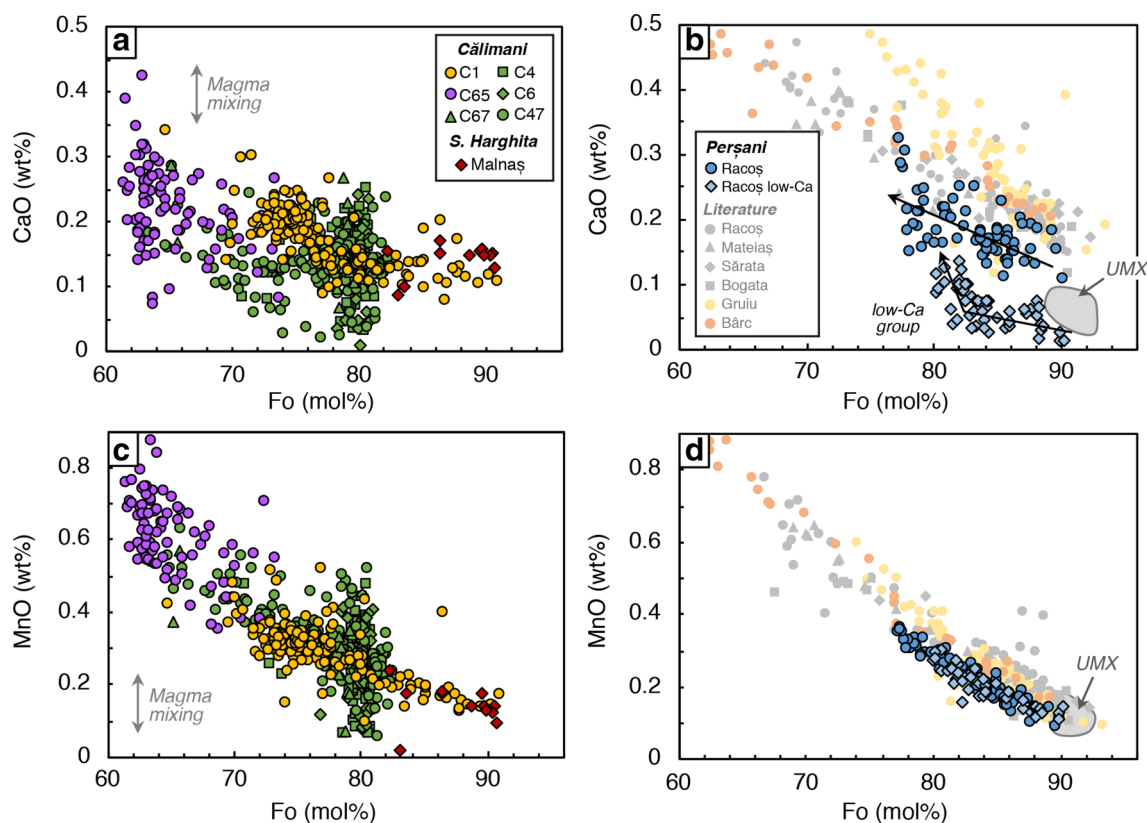 a
CaO (wt%)
0.5
0.4
0.3
0.2
0.1
0
60 70 80 90
Fo (mol%)
Magma
mixing
Călimani
C1 C4
C65 C6
C67 C47
S. Harghita
Malnaș
b
CaO (wt%)
0.5
0.4
0.3
0.2
0.1
0
60 70 80 90
Fo (mol%)
Perșani
Racoș
Racoș low-Ca
Literature
Racoș
Mateiaș
Sărata
Bogata
Gruiu
Bârc
UMX
low-Ca
group
c
MnO (wt%)
0.8
0.6
0.4
0.2
0
60 70 80 90
Fo (mol%)
Magma
mixing
d
MnO (wt%)
0.8
0.6
0.4
0.2
0
60 70 80 90
Fo (mol%)
UMX